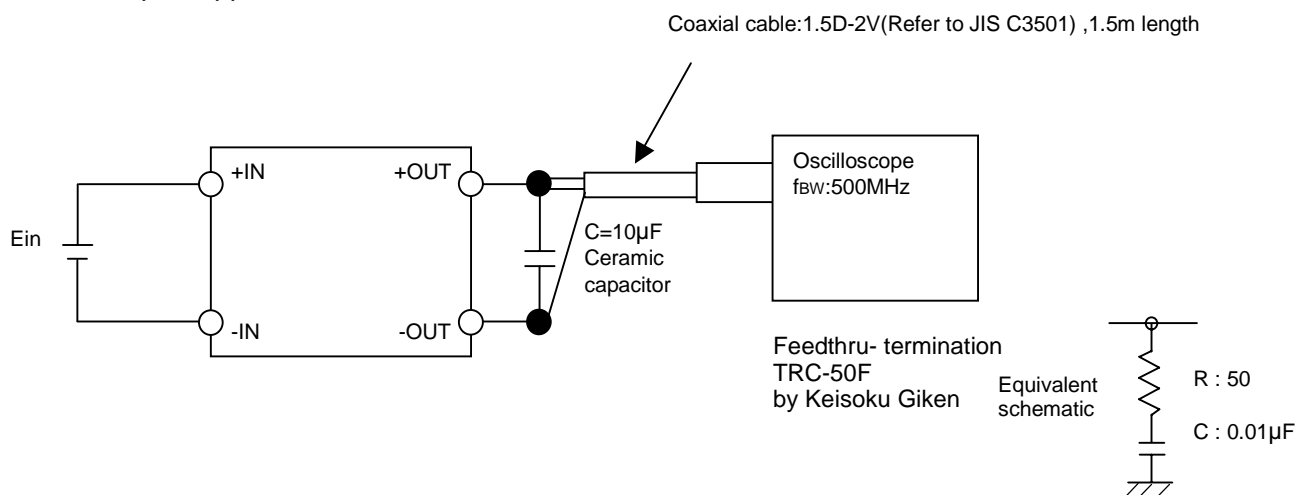 Coaxial cable:1.5D-2V(Refer to JIS C3501) ,1.5m length
Oscilloscope
fBW:500MHz
+IN
+OUT
Ein
C=10µF
Ceramic
capacitor
-IN
-OUT
Feedthru- termination
TRC-50F
by Keisoku Giken
Equivalent
schematic
R : 50
C : 0.01µF